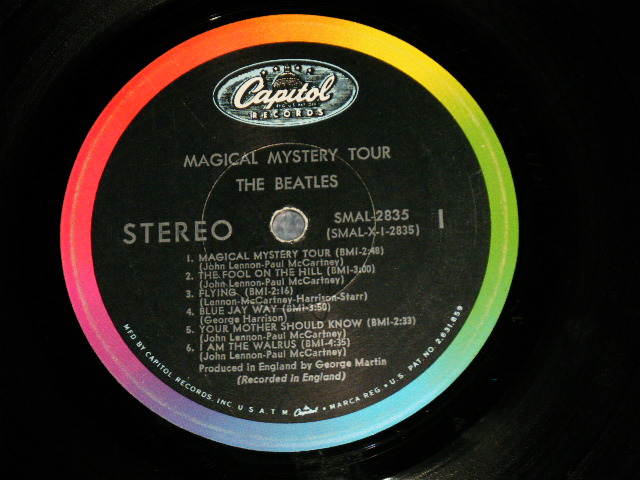 Capitol
RECORDS
MAGICAL MYSTERY TOUR
THE BEATLES
STEREO
SMAL-2835
(SMAL-X-1-2835)
1
1. MAGICAL MYSTERY TOUR (BMI-2:48)
(John Lennon-Paul McCartney)
2. THE FOOL ON THE HILL (BMI-3:00)
(John Lennon-Paul McCartney)
3. FLYING (BMI-2:16)
(Lennon-McCartney-Harrison-Starr)
4. BLUE JAY WAY (BMI-3:50)
(George Harrison)
5. YOUR MOTHER SHOULD KNOW (BMI-2:33)
(John Lennon-Paul McCartney)
6. I AM THE WALRUS (BMI-4:35)
(John Lennon-Paul McCartney)
Produced in England by George Martin
(Recorded in England)
MFD BY CAPITOL RECORDS, INC U S A T M Capitol • MARCA REG • U.S. PAT. NO. 2,631,859